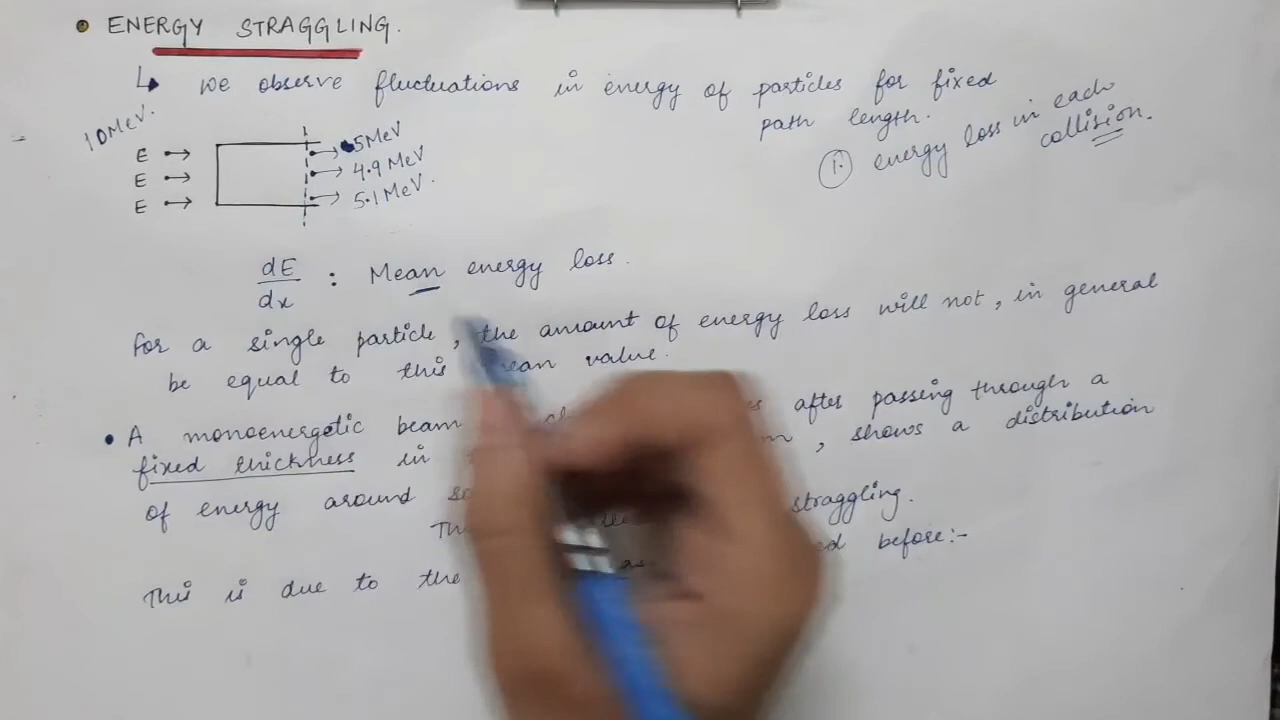 ENERGY STRAGGLING.
we observe fluctuations in energy of particles for fixed
path length.
① energy loss in each
collision.
10MeV.
E
E
E
5MeV
4.9 MeV
5.1 MeV.
dE
dx
: Mean energy loss.
for a single particle, the amount of energy loss will not, in general
be equal to this mean value.
• A monoenergetic beam after passing through a
fixed thickness in , shows a distribution
of energy around straggling.
This is due to the before:-